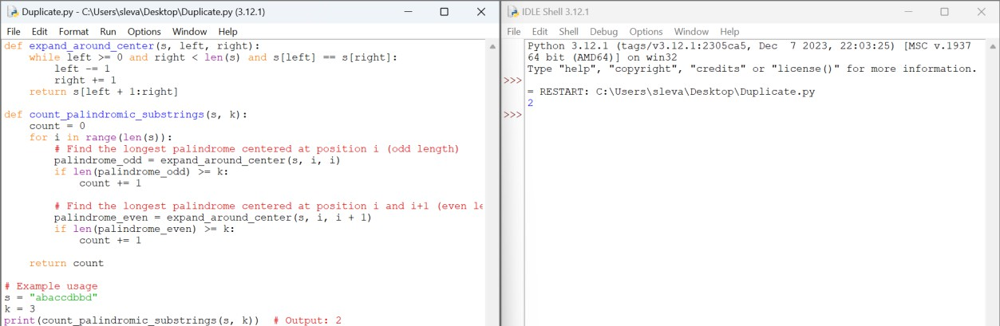 Duplicate.py - C:\Users\sleva\Desktop\Duplicate.py (3.12.1)
File Edit Format Run Options Window Help
def expand_around_center(s, left, right):
    while left >= 0 and right < len(s) and s[left] == s[right]:
        left -= 1
        right += 1
    return s[left + 1:right]

def count_palindromic_substrings(s, k):
    count = 0
    for i in range(len(s)):
        # Find the longest palindrome centered at position i (odd length)
        palindrome_odd = expand_around_center(s, i, i)
        if len(palindrome_odd) >= k:
            count += 1

        # Find the longest palindrome centered at position i and i+1 (even le
        palindrome_even = expand_around_center(s, i, i + 1)
        if len(palindrome_even) >= k:
            count += 1

    return count

# Example usage
s = "abaccdbbd"
k = 3
print(count_palindromic_substrings(s, k))  # Output: 2
IDLE Shell 3.12.1
File Edit Shell Debug Options Window Help
Python 3.12.1 (tags/v3.12.1:2305ca5, Dec  7 2023, 22:03:25) [MSC v.1937
64 bit (AMD64)] on win32
Type "help", "copyright", "credits" or "license()" for more information.
>>>
= RESTART: C:\Users\sleva\Desktop\Duplicate.py
2
>>>